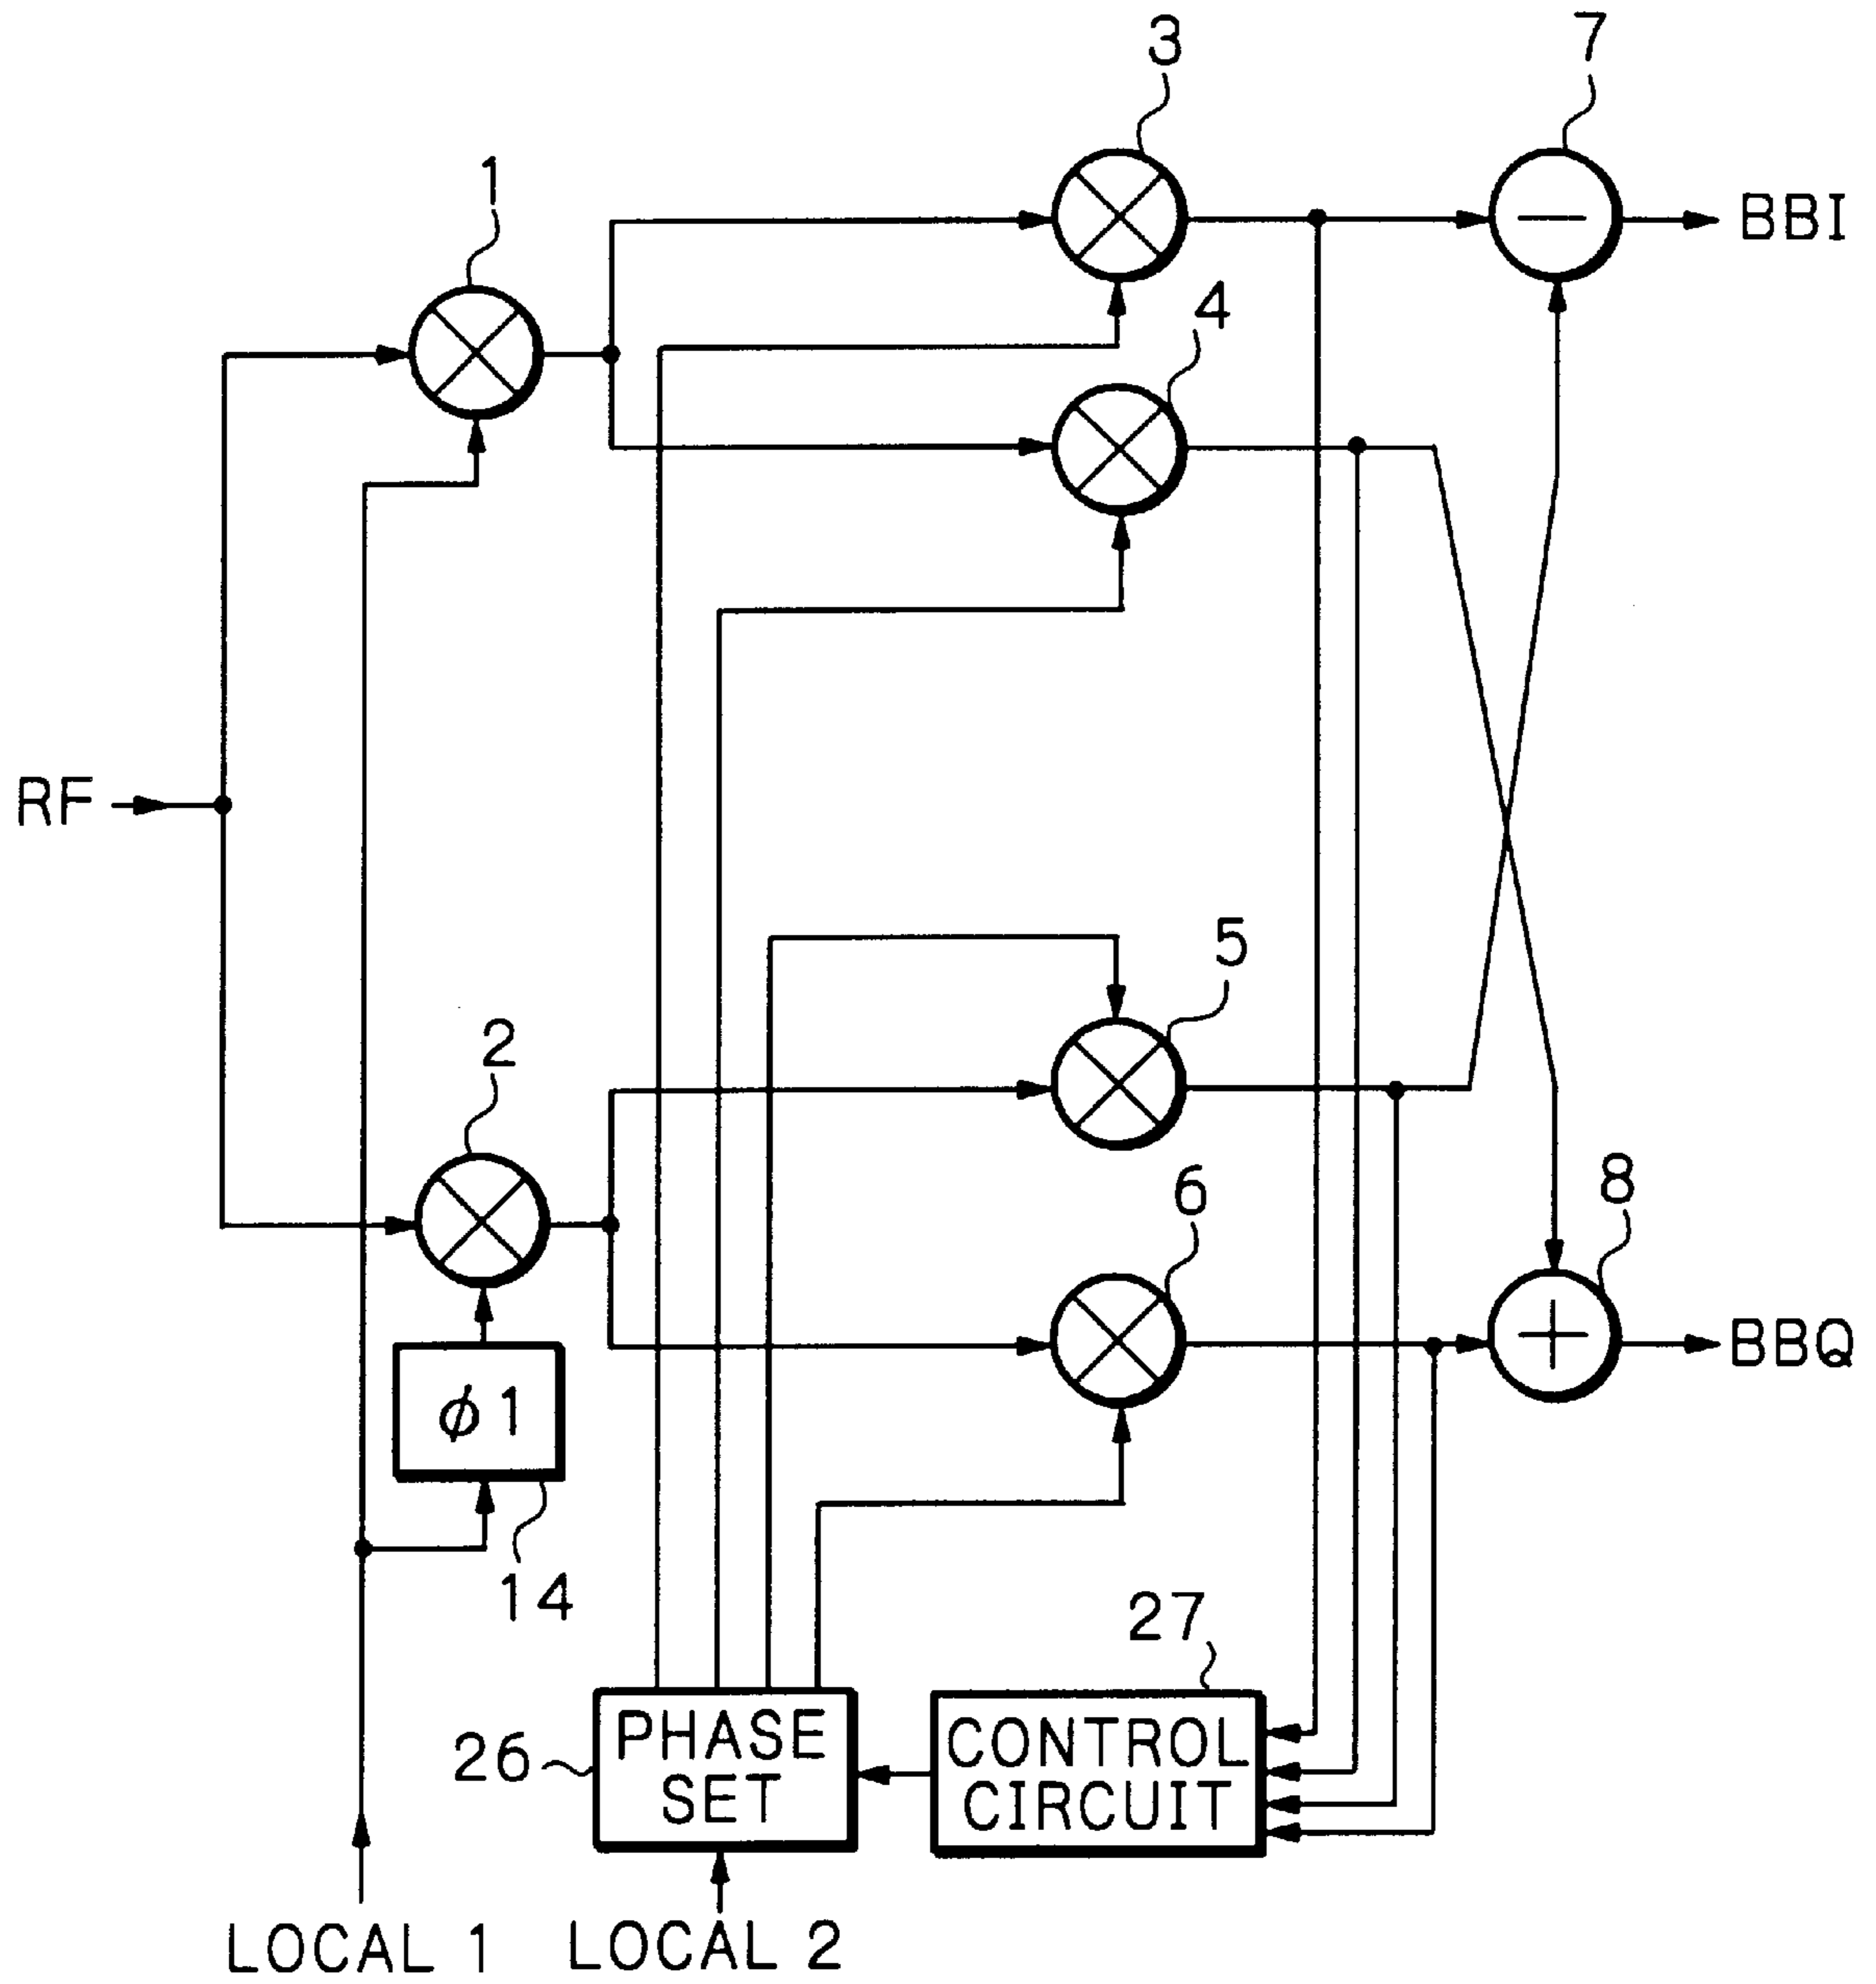 3
7
1
BBI
4
RF
5
2
6
8
BBQ
ϕ1
14
27
26
PHASE
SET
CONTROL
CIRCUIT
LOCAL 1
LOCAL 2